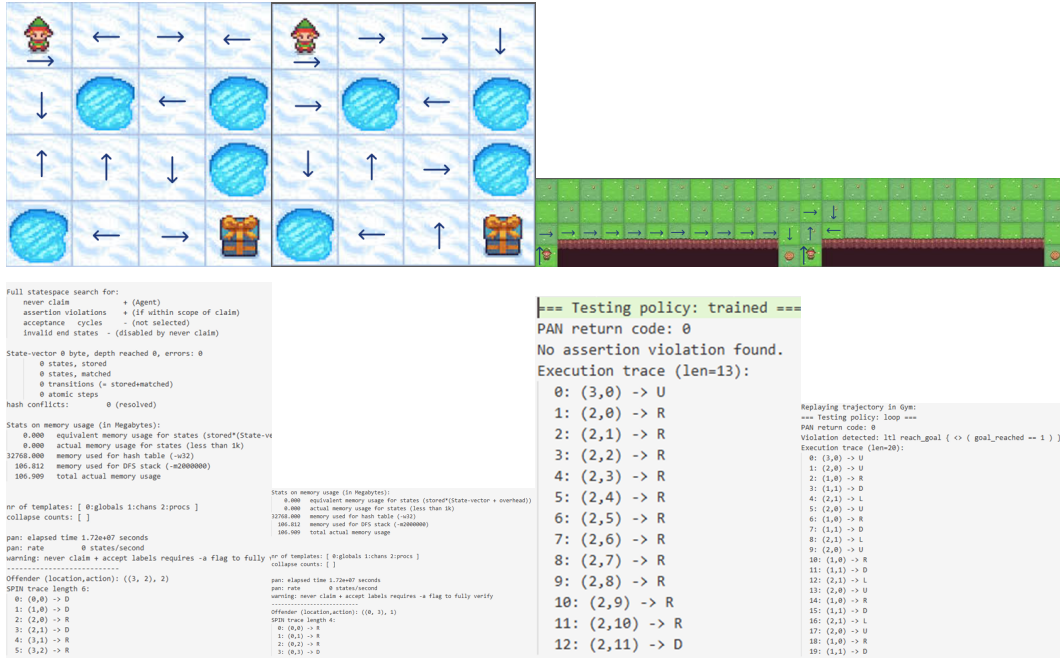 Full statespace search for:
never claim + (Agent)
assertion violations + (if within scope of claim)
acceptance cycles - (not selected)
invalid end states - (disabled by never claim)
State-vector 0 byte, depth reached 0, errors: 0
0 states, stored
0 states, matched
0 transitions (= stored+matched)
0 atomic steps
hash conflicts: 0 (resolved)
Stats on memory usage (in Megabytes):
0.000 equivalent memory usage for states (stored*(State-ve
0.000 actual memory usage for states (less than 1k)
32768.000 memory used for hash table (-w32)
106.812 memory used for DFS stack (-m2000000)
106.909 total actual memory usage
nr of templates: [ 0:globals 1:chans 2:procs ]
collapse counts: [ ]
pan: elapsed time 1.72e+07 seconds
pan: rate 0 states/second
warning: never claim + accept labels requires -a flag to fully
----------------------------
Offender (location,action): ((3, 2), 2)
SPIN trace length 6:
0: (0,0) -> D
1: (1,0) -> D
2: (2,0) -> R
3: (2,1) -> D
4: (3,1) -> R
5: (3,2) -> R
Stats on memory usage (in Megabytes):
0.000 equivalent memory usage for states (stored*(State-vector + overhead))
0.000 actual memory usage for states (less than 1k)
32768.000 memory used for hash table (-w32)
106.812 memory used for DFS stack (-m2000000)
106.909 total actual memory usage
nr of templates: [ 0:globals 1:chans 2:procs ]
collapse counts: [ ]
pan: elapsed time 1.72e+07 seconds
pan: rate 0 states/second
warning: never claim + accept labels requires -a flag to fully verify
----------------------------
Offender (location,action): ((0, 3), 1)
SPIN trace length 4:
0: (0,0) -> R
1: (0,1) -> R
2: (0,2) -> R
3: (0,3) -> D
=== Testing policy: trained ===
PAN return code: 0
No assertion violation found.
Execution trace (len=13):
0: (3,0) -> U
1: (2,0) -> R
2: (2,1) -> R
3: (2,2) -> R
4: (2,3) -> R
5: (2,4) -> R
6: (2,5) -> R
7: (2,6) -> R
8: (2,7) -> R
9: (2,8) -> R
10: (2,9) -> R
11: (2,10) -> R
12: (2,11) -> D
Replaying trajectory in Gym:
=== Testing policy: loop ===
PAN return code: 0
Violation detected: ltl reach_goal { <> ( goal_reached == 1 ) }
Execution trace (len=20):
0: (3,0) -> U
1: (2,0) -> U
2: (1,0) -> R
3: (1,1) -> D
4: (2,1) -> L
5: (2,0) -> U
6: (1,0) -> R
7: (1,1) -> D
8: (2,1) -> L
9: (2,0) -> U
10: (1,0) -> R
11: (1,1) -> D
12: (2,1) -> L
13: (2,0) -> U
14: (1,0) -> R
15: (1,1) -> D
16: (2,1) -> L
17: (2,0) -> U
18: (1,0) -> R
19: (1,1) -> D